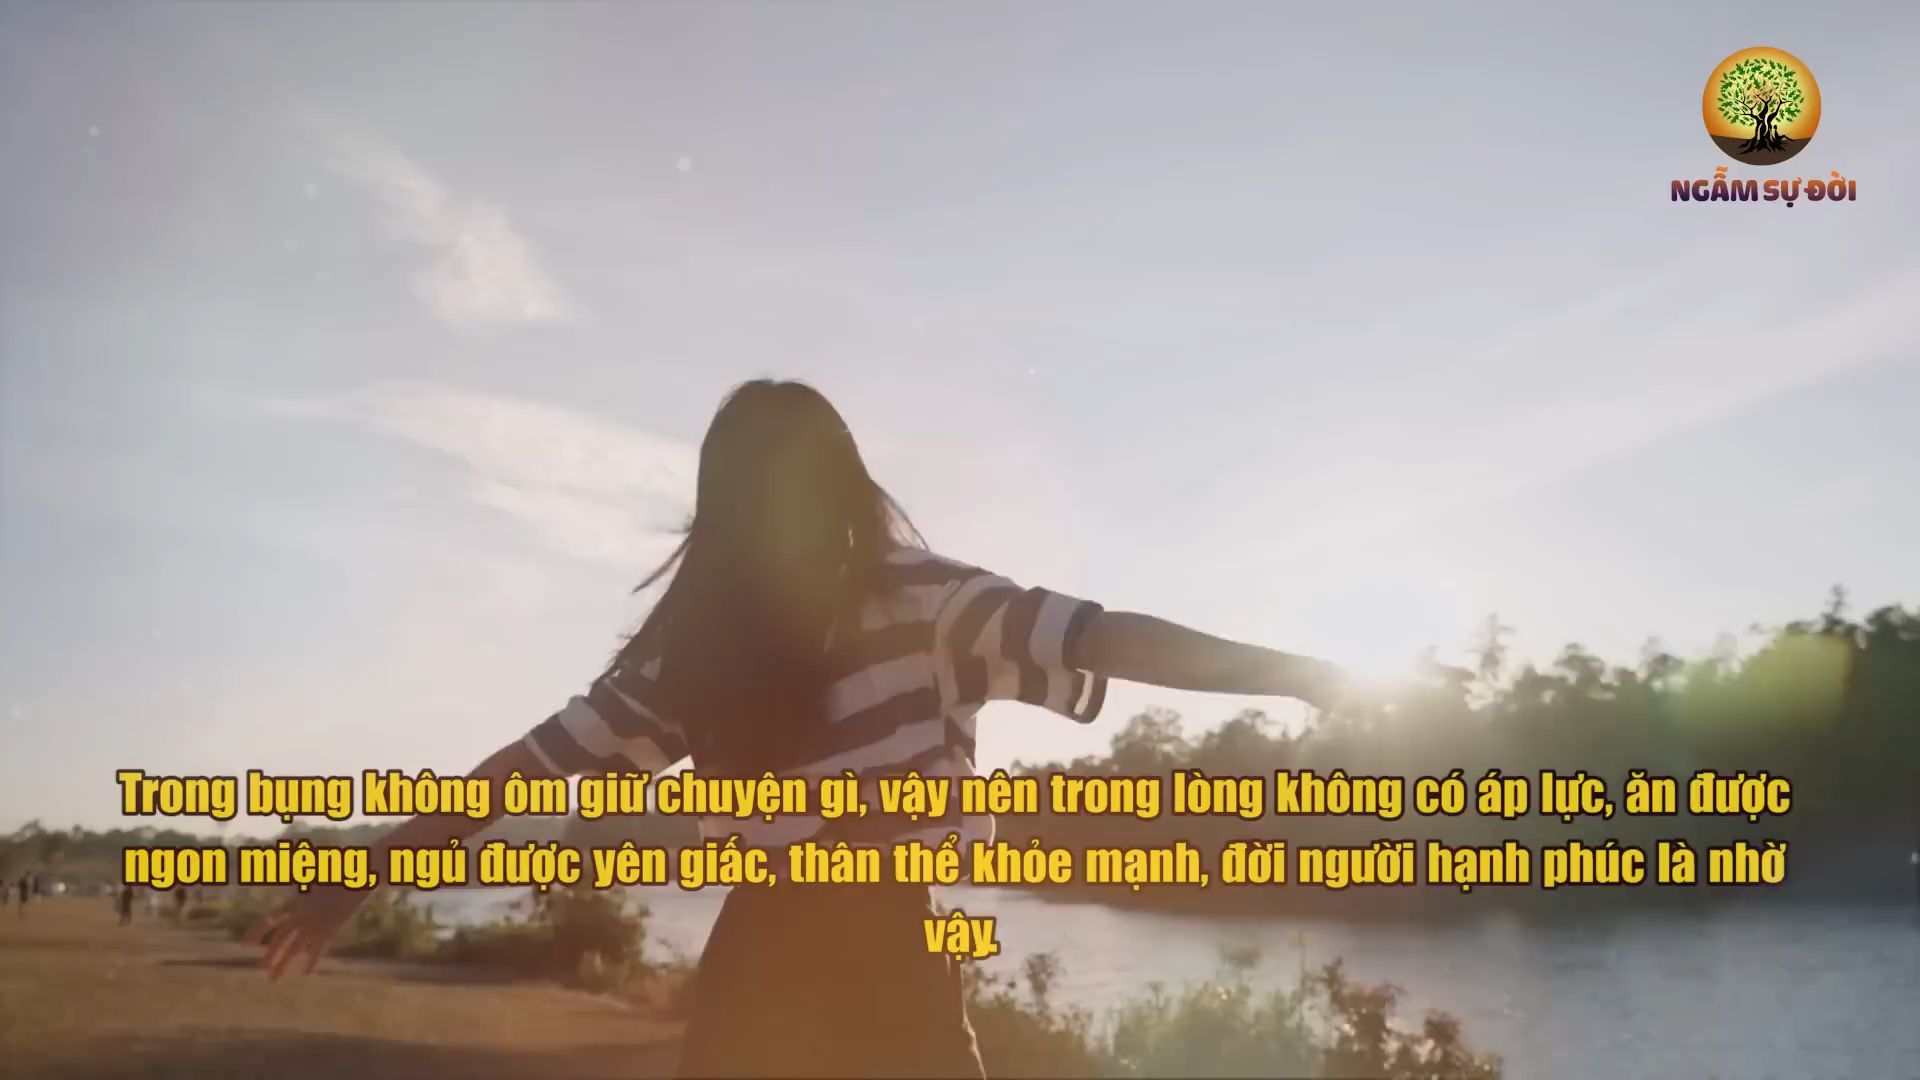 NGẪM SỰ ĐỜI
Trong bụng không ôm giữ chuyện gì, vậy nên trong lòng không có áp lực, ăn được
ngon miệng, ngủ được yên giấc, thân thể khỏe mạnh, đời người hạnh phúc là nhờ
vậy.